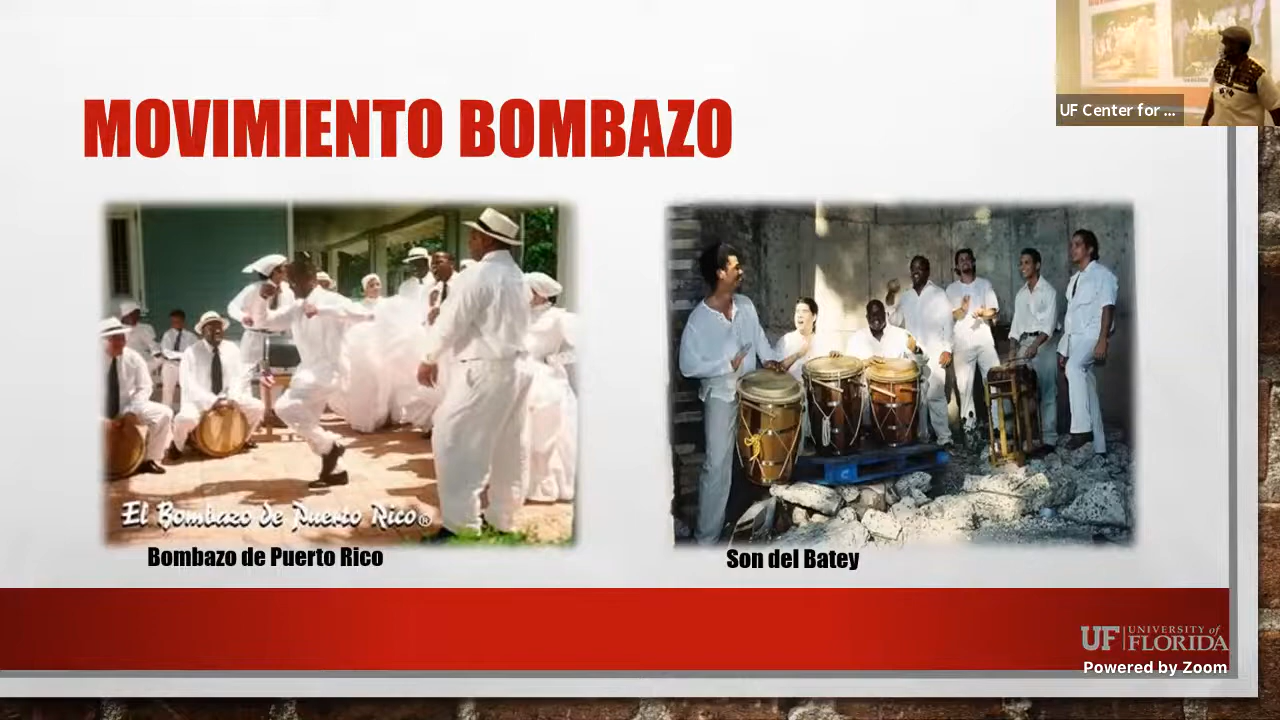 UF Center for ...
MOVIMIENTO BOMBAZO
El Bombazo de Puerto Rico®
Bombazo de Puerto Rico
Son del Batey
UF UNIVERSITY of FLORIDA
Powered by Zoom